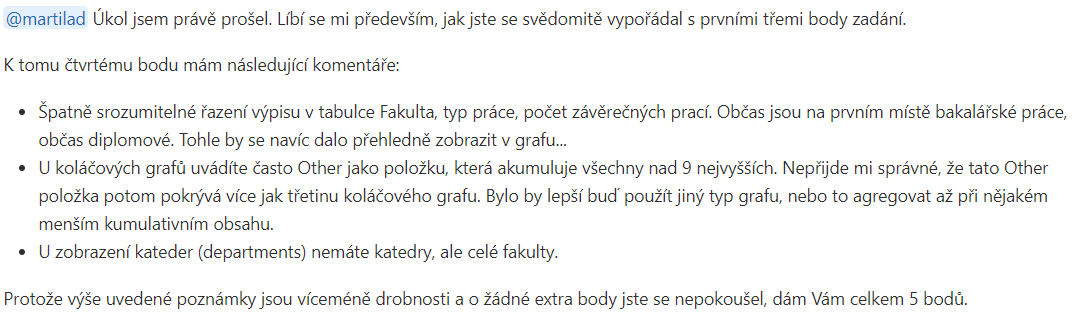 @martilad Úkol jsem právě prošel. Líbí se mi především, jak jste se svědomitě vypořádal s prvními třemi body zadání.
K tomu čtvrtému bodu mám následující komentáře:
• Špatně srozumitelné řazení výpisu v tabulce Fakulta, typ práce, počet závěrečných prací. Občas jsou na prvním místě bakalářské práce,
občas diplomové. Tohle by se navíc dalo přehledně zobrazit v grafu...
• U koláčových grafů uvádíte často Other jako položku, která akumuluje všechny nad 9 nejvyšších. Nepřijde mi správné, že tato Other
položka potom pokrývá více jak třetinu koláčového grafu. Bylo by lepší buď použít jiný typ grafu, nebo to agregovat až při nějakém
menším kumulativním obsahu.
• U zobrazení kateder (departments) nemáte katedry, ale celé fakulty.
Protože výše uvedené poznámky jsou víceméně drobnosti a o žádné extra body jste se nepokoušel, dám Vám celkem 5 bodů.